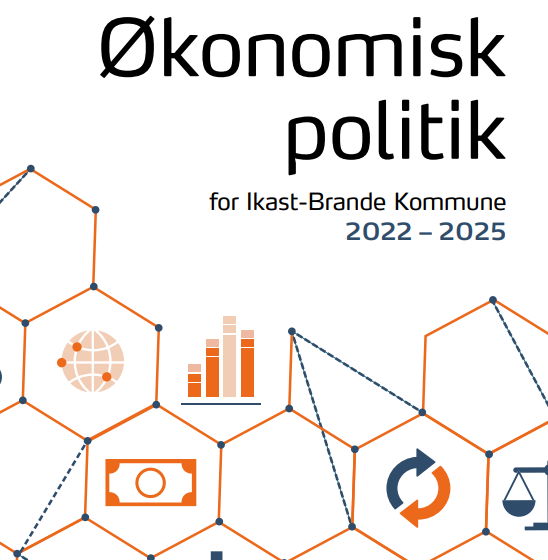 Økonomisk
politik
for Ikast-Brande Kommune
2022 – 2025